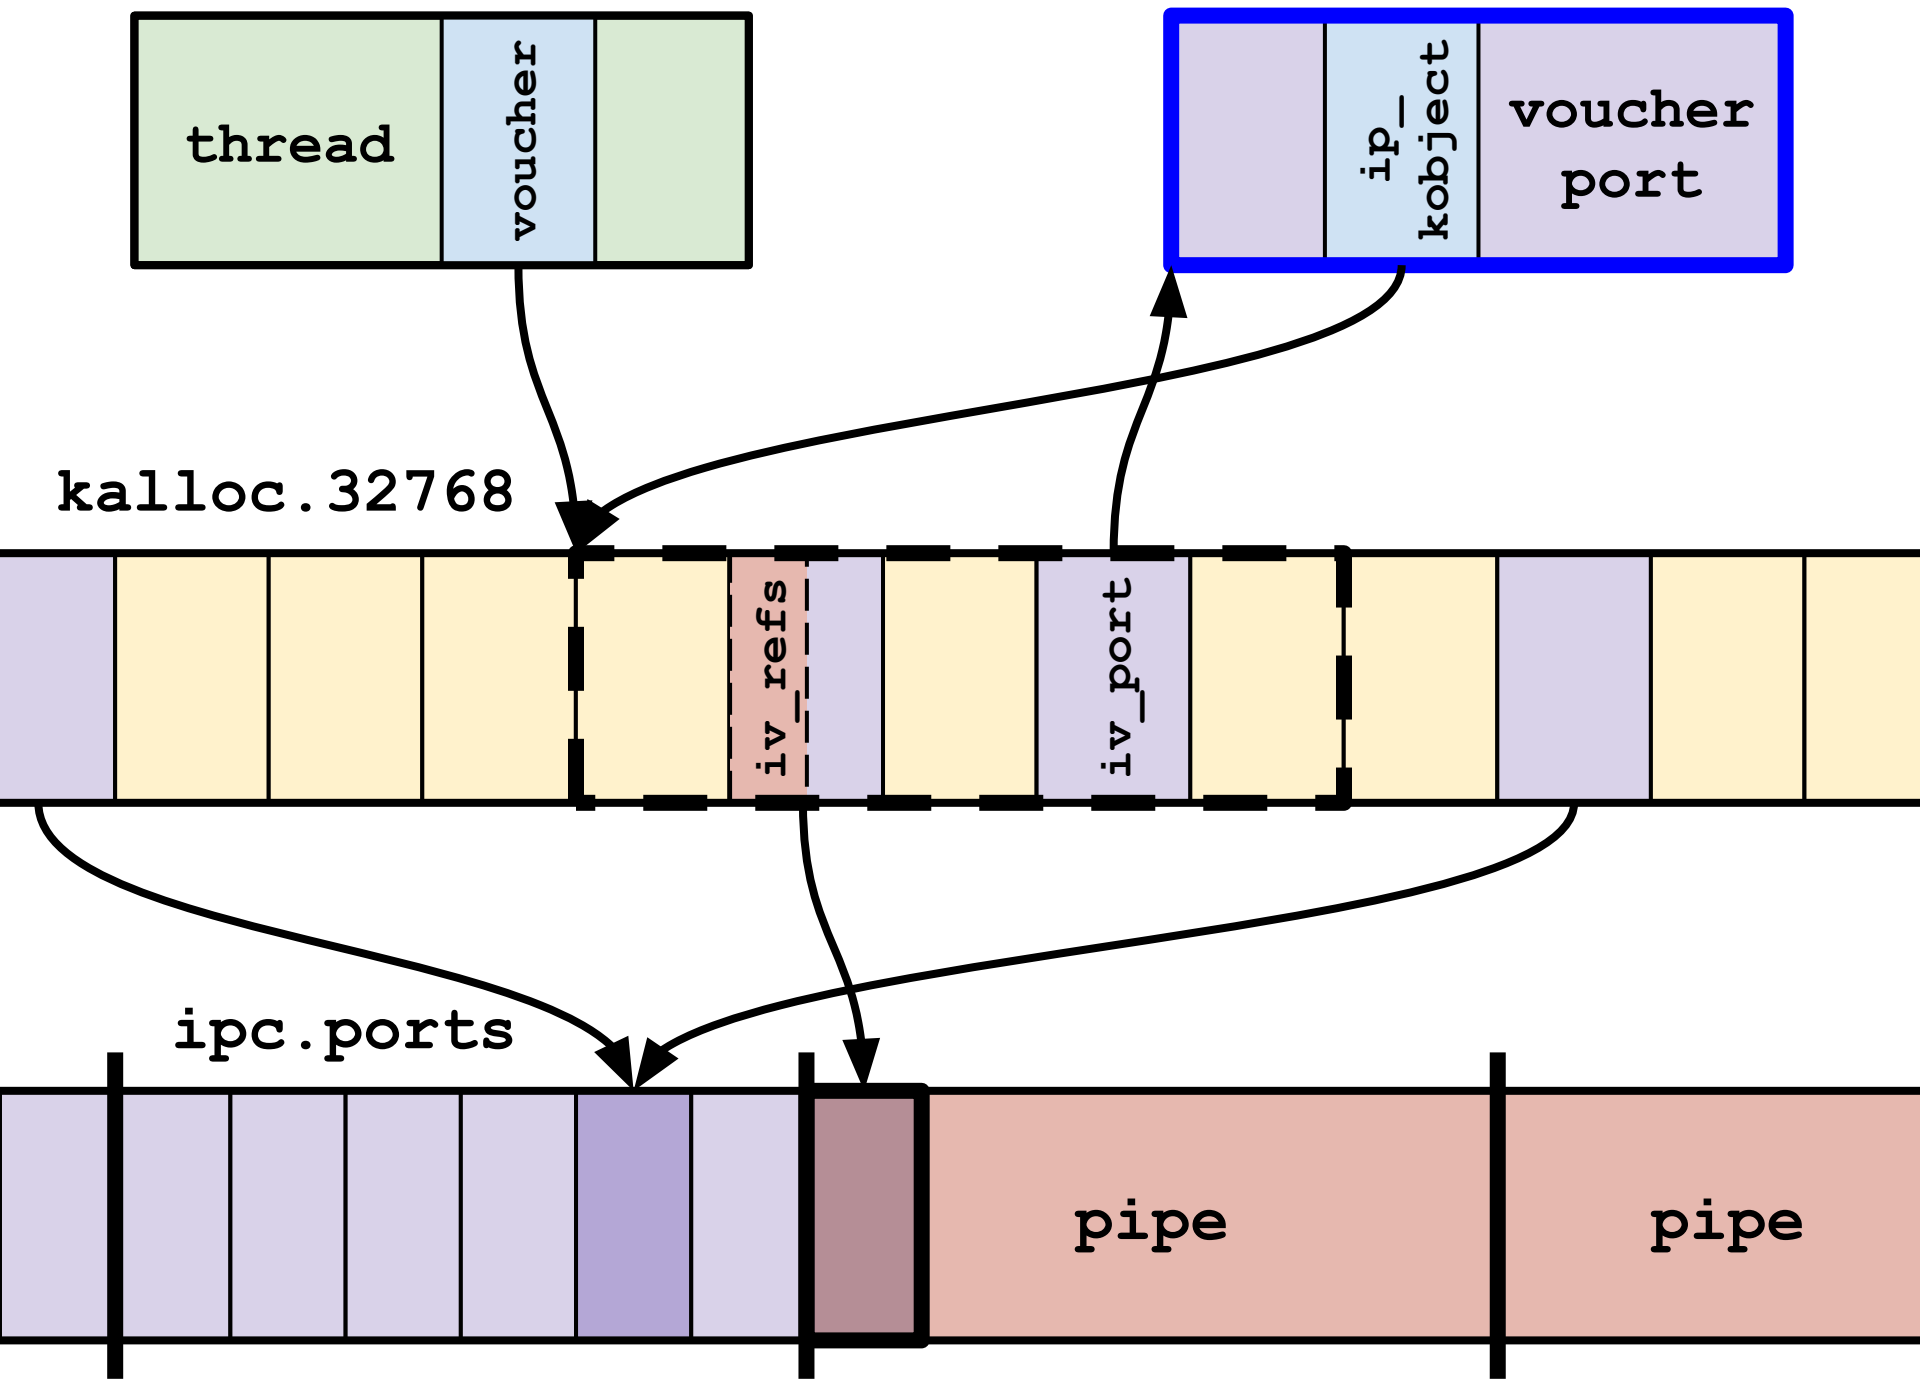 thread
voucher
ip_
kobject
voucher
port
kalloc.32768
iv_refs
iv_port
ipc.ports
pipe
pipe